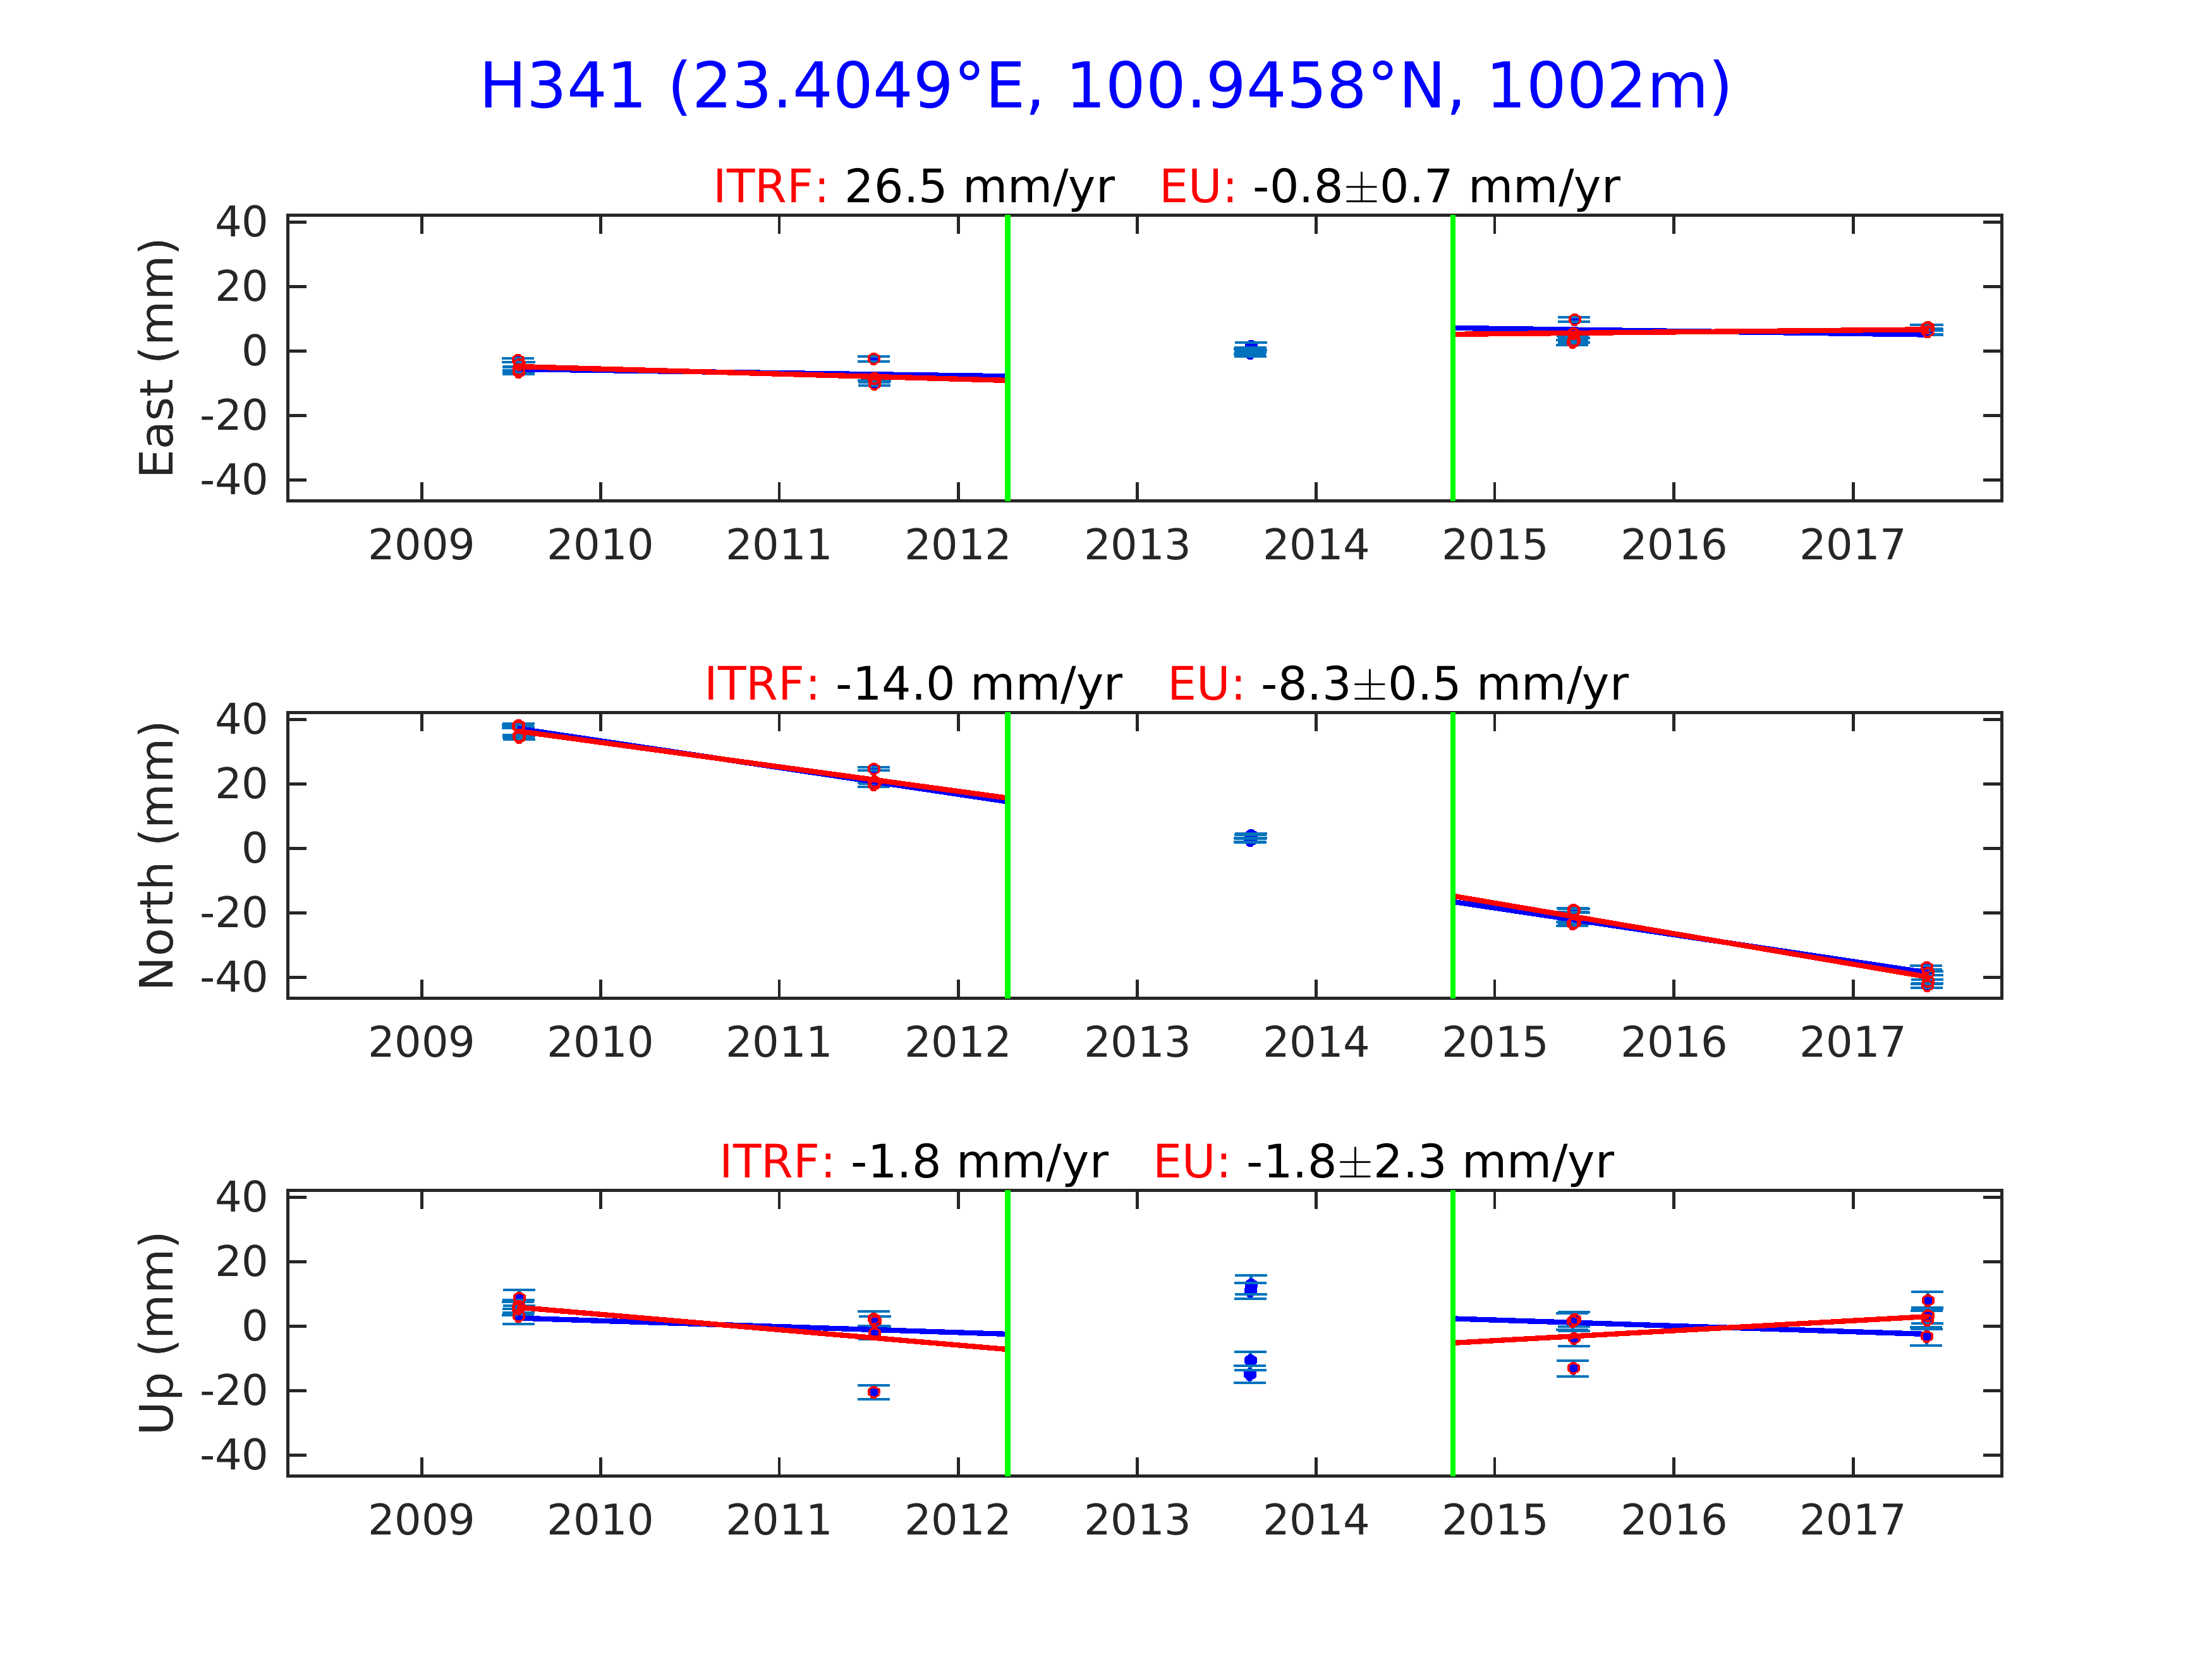 H341 (23.4049°E, 100.9458°N, 1002m)
ITRF: 26.5 mm/yr EU: -0.8±0.7 mm/yr
East (mm)
40
20
0
-20
-40
2009 2010 2011 2012 2013 2014 2015 2016 2017
ITRF: -14.0 mm/yr EU: -8.3±0.5 mm/yr
North (mm)
40
20
0
-20
-40
2009 2010 2011 2012 2013 2014 2015 2016 2017
ITRF: -1.8 mm/yr EU: -1.8±2.3 mm/yr
Up (mm)
40
20
0
-20
-40
2009 2010 2011 2012 2013 2014 2015 2016 2017